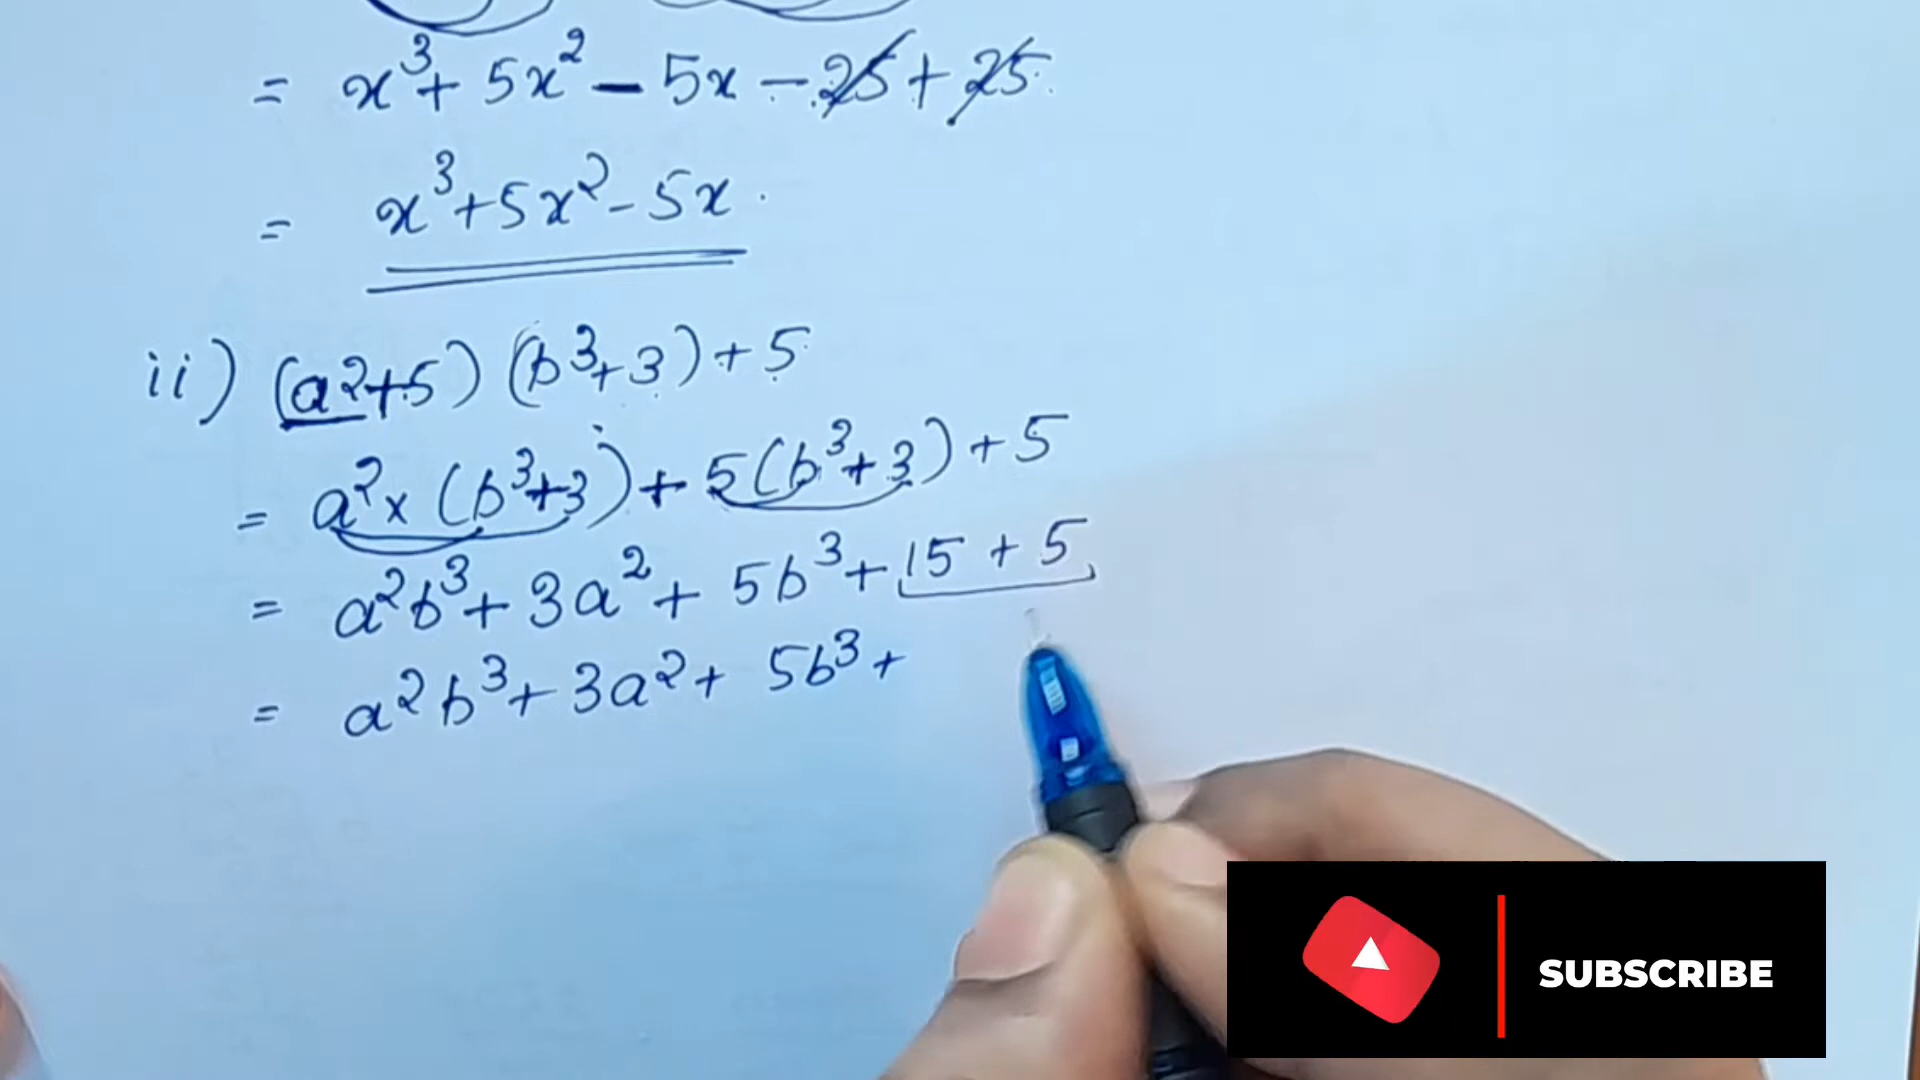 = x³ + 5x² - 5x - 25 + 25
= x³ + 5x² - 5x.
ii) (a²+5) (b³+3) + 5
= a² × (b³+3) + 5(b³+3) + 5
= a²b³ + 3a² + 5b³ + 15 + 5
= a²b³ + 3a² + 5b³ +
SUBSCRIBE